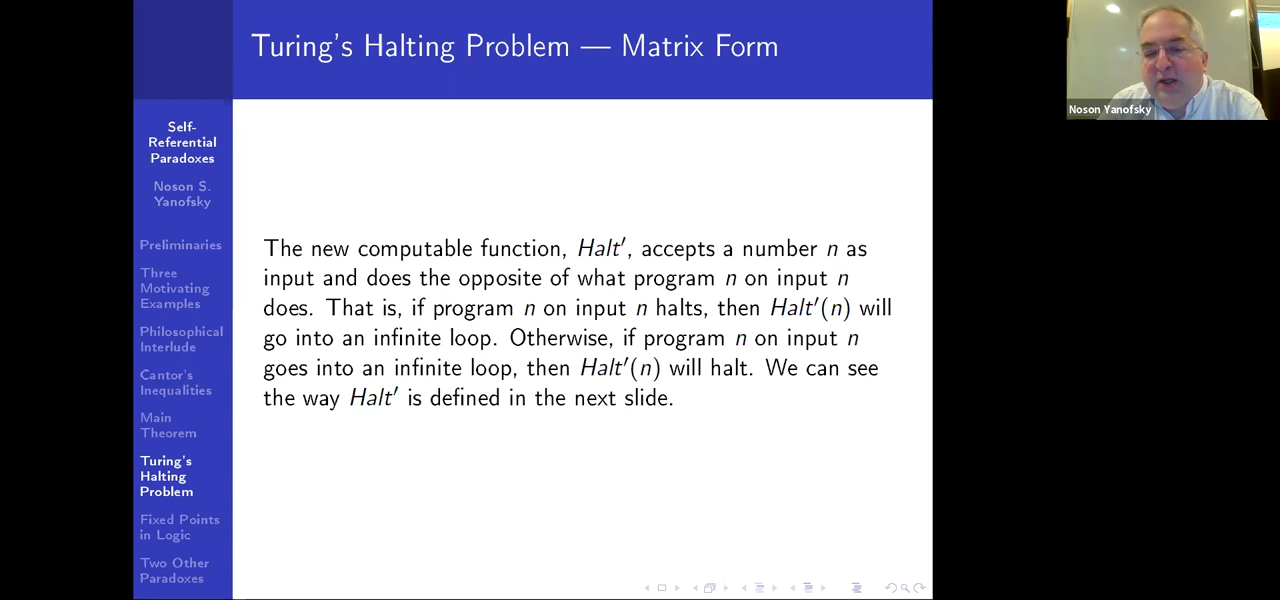 Turing's Halting Problem — Matrix Form
Self-
Referential
Paradoxes
Noson S.
Yanofsky
Preliminaries
Three
Motivating
Examples
Philosophical
Interlude
Cantor's
Inequalities
Main
Theorem
Turing's
Halting
Problem
Fixed Points
in Logic
Two Other
Paradoxes
The new computable function, Halt′, accepts a number n as
input and does the opposite of what program n on input n
does. That is, if program n on input n halts, then Halt′(n) will
go into an infinite loop. Otherwise, if program n on input n
goes into an infinite loop, then Halt′(n) will halt. We can see
the way Halt′ is defined in the next slide.
Noson Yanofsky